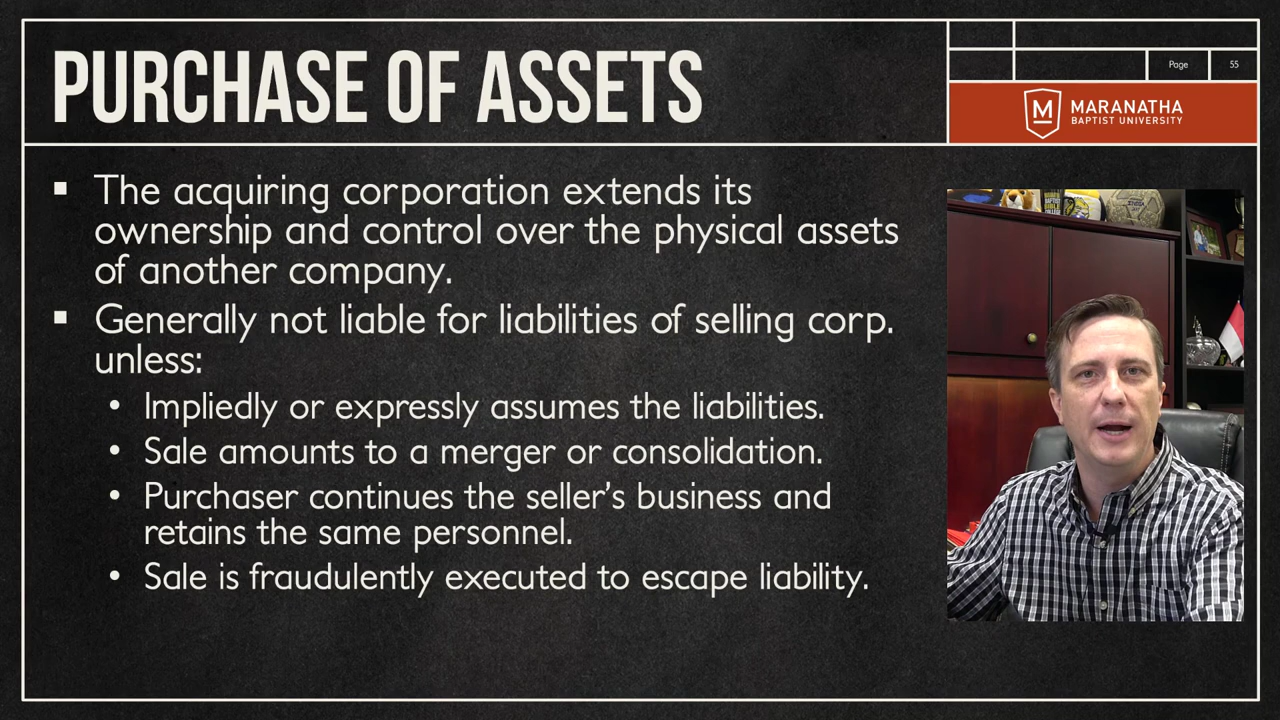 PURCHASE OF ASSETS
Page 55
M MARANATHA
BAPTIST UNIVERSITY
▪ The acquiring corporation extends its
ownership and control over the physical assets
of another company.
▪ Generally not liable for liabilities of selling corp.
unless:
• Impliedly or expressly assumes the liabilities.
• Sale amounts to a merger or consolidation.
• Purchaser continues the seller’s business and
retains the same personnel.
• Sale is fraudulently executed to escape liability.